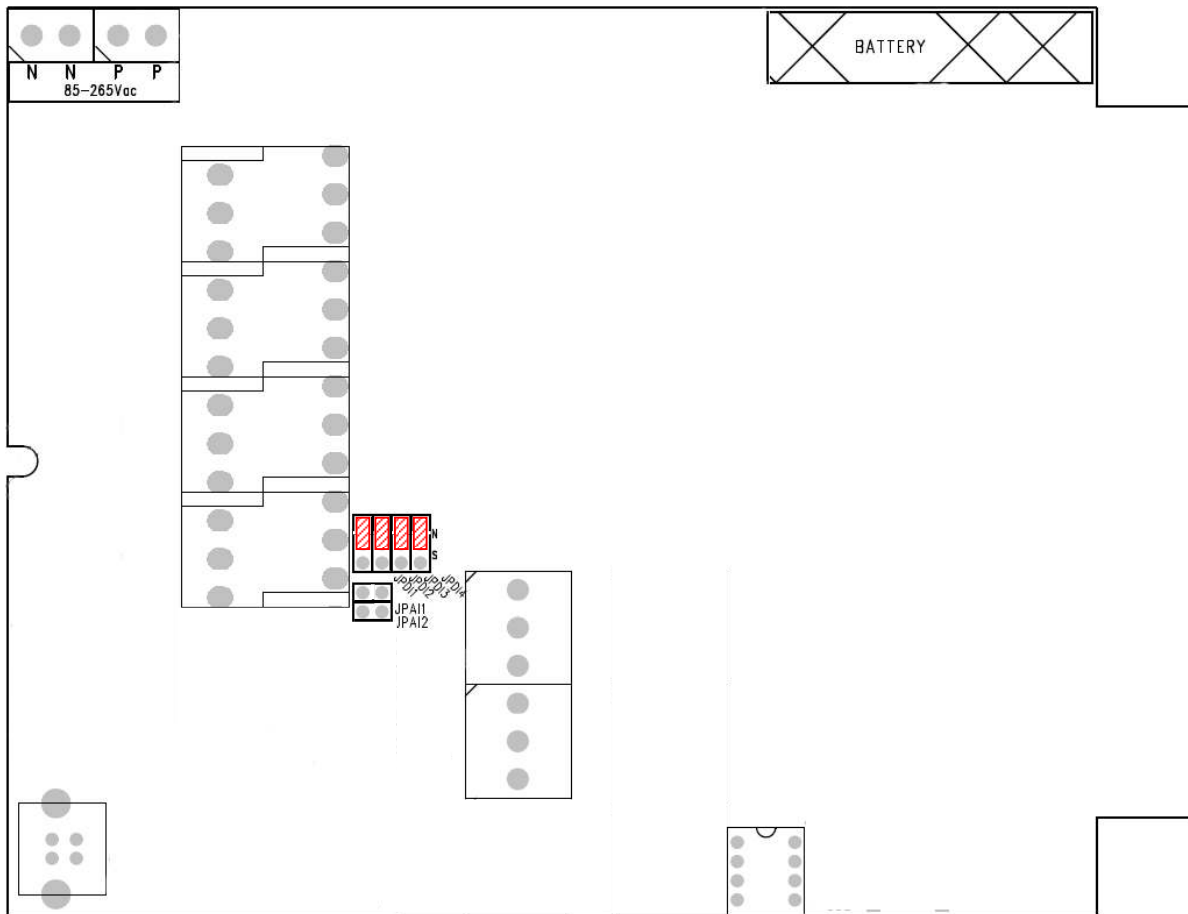 BATTERY
N N P P
85-265Vac
N
S
JPDI1
JPDI2
JPDI3
JPDI4
JPAI1
JPAI2